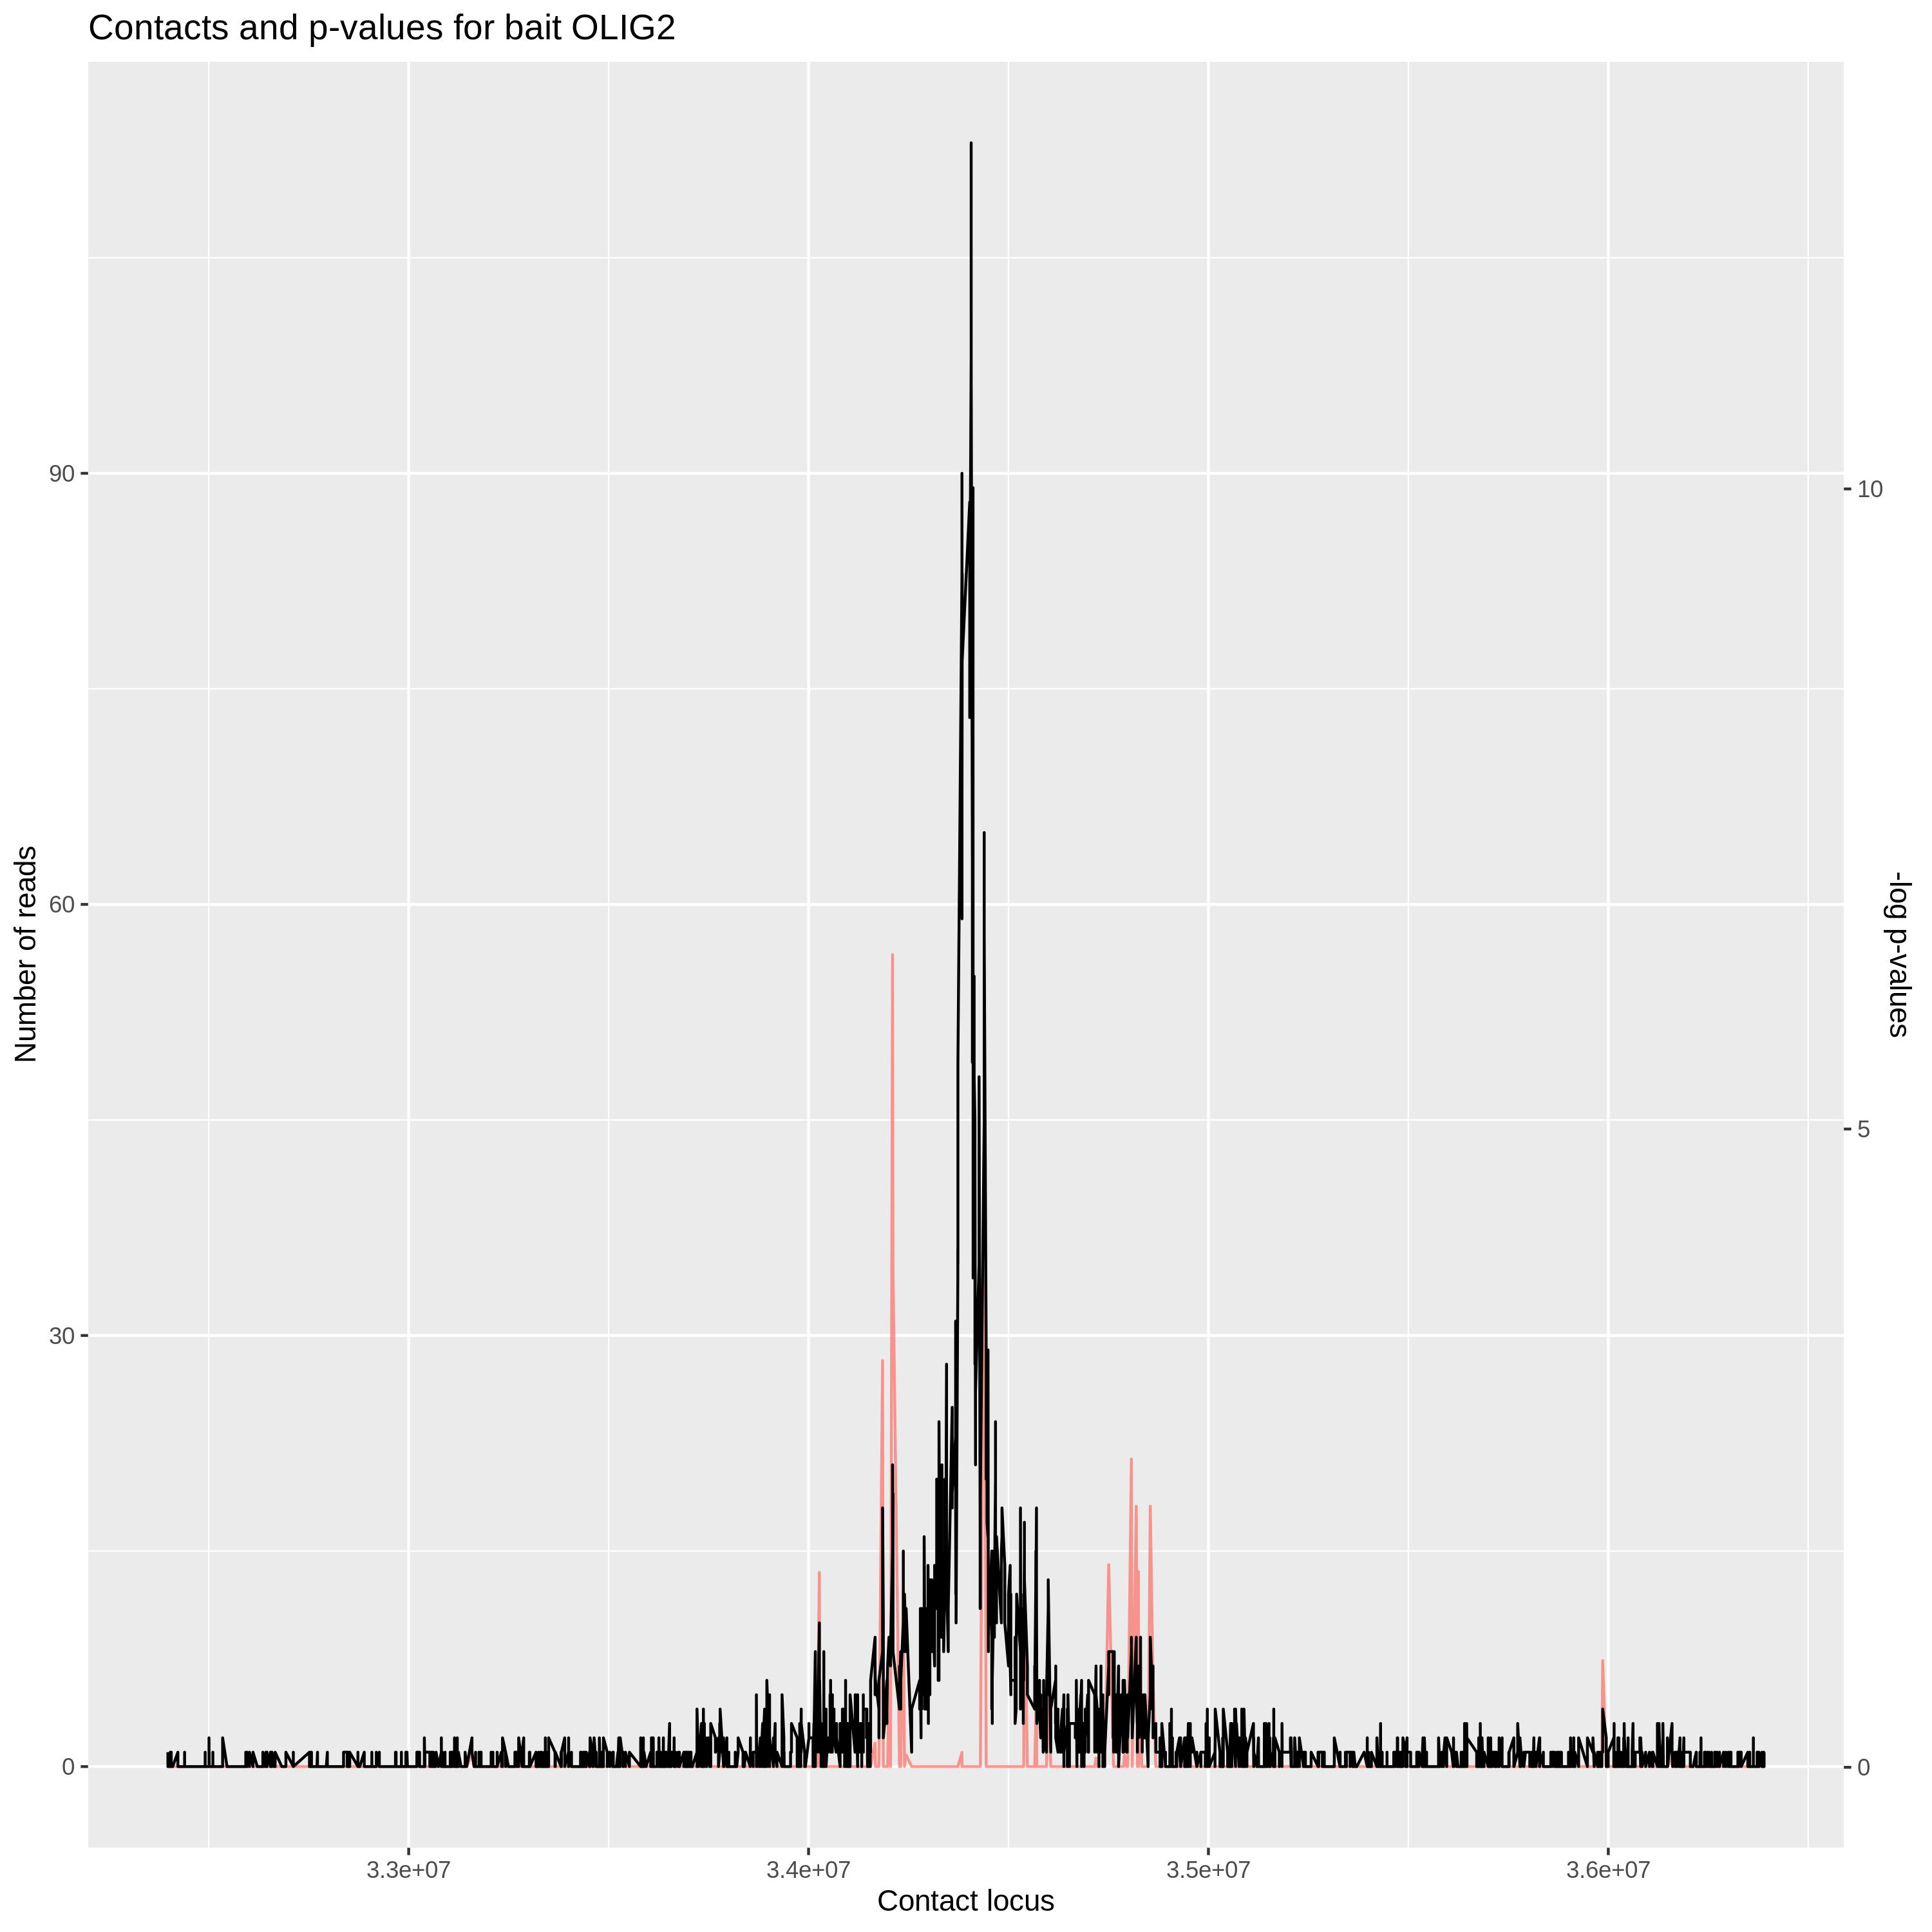 Contacts and p-values for bait OLIG2
Number of reads
90
60
30
0
10
5
0
-log p-values
3.3e+07
3.4e+07
3.5e+07
3.6e+07
Contact locus